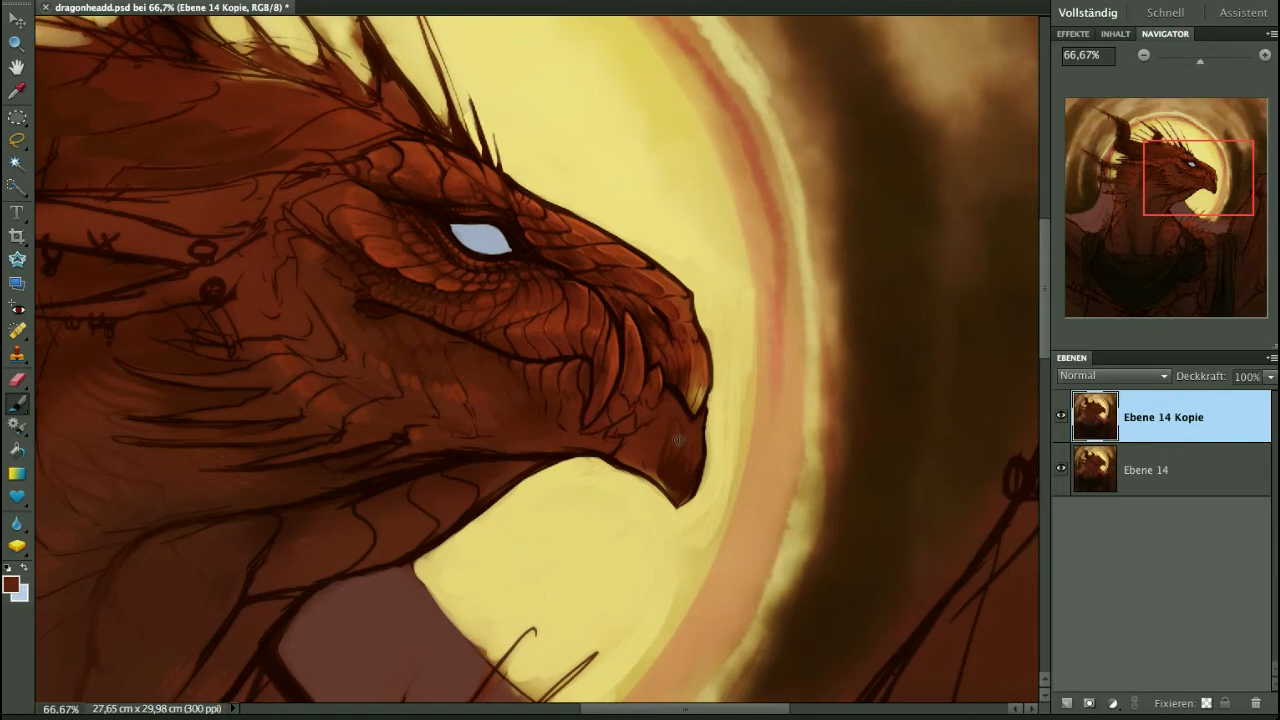 dragonheadd.psd bei 66,7% (Ebene 14 Kopie, RGB/8) *
Vollständig Schnell Assistent
EFFEKTE INHALT NAVIGATOR
66,67%
EBENEN
Normal Deckkraft: 100%
Ebene 14 Kopie
Ebene 14
Fixieren:
66.67% 27,65 cm x 29,98 cm (300 ppi)